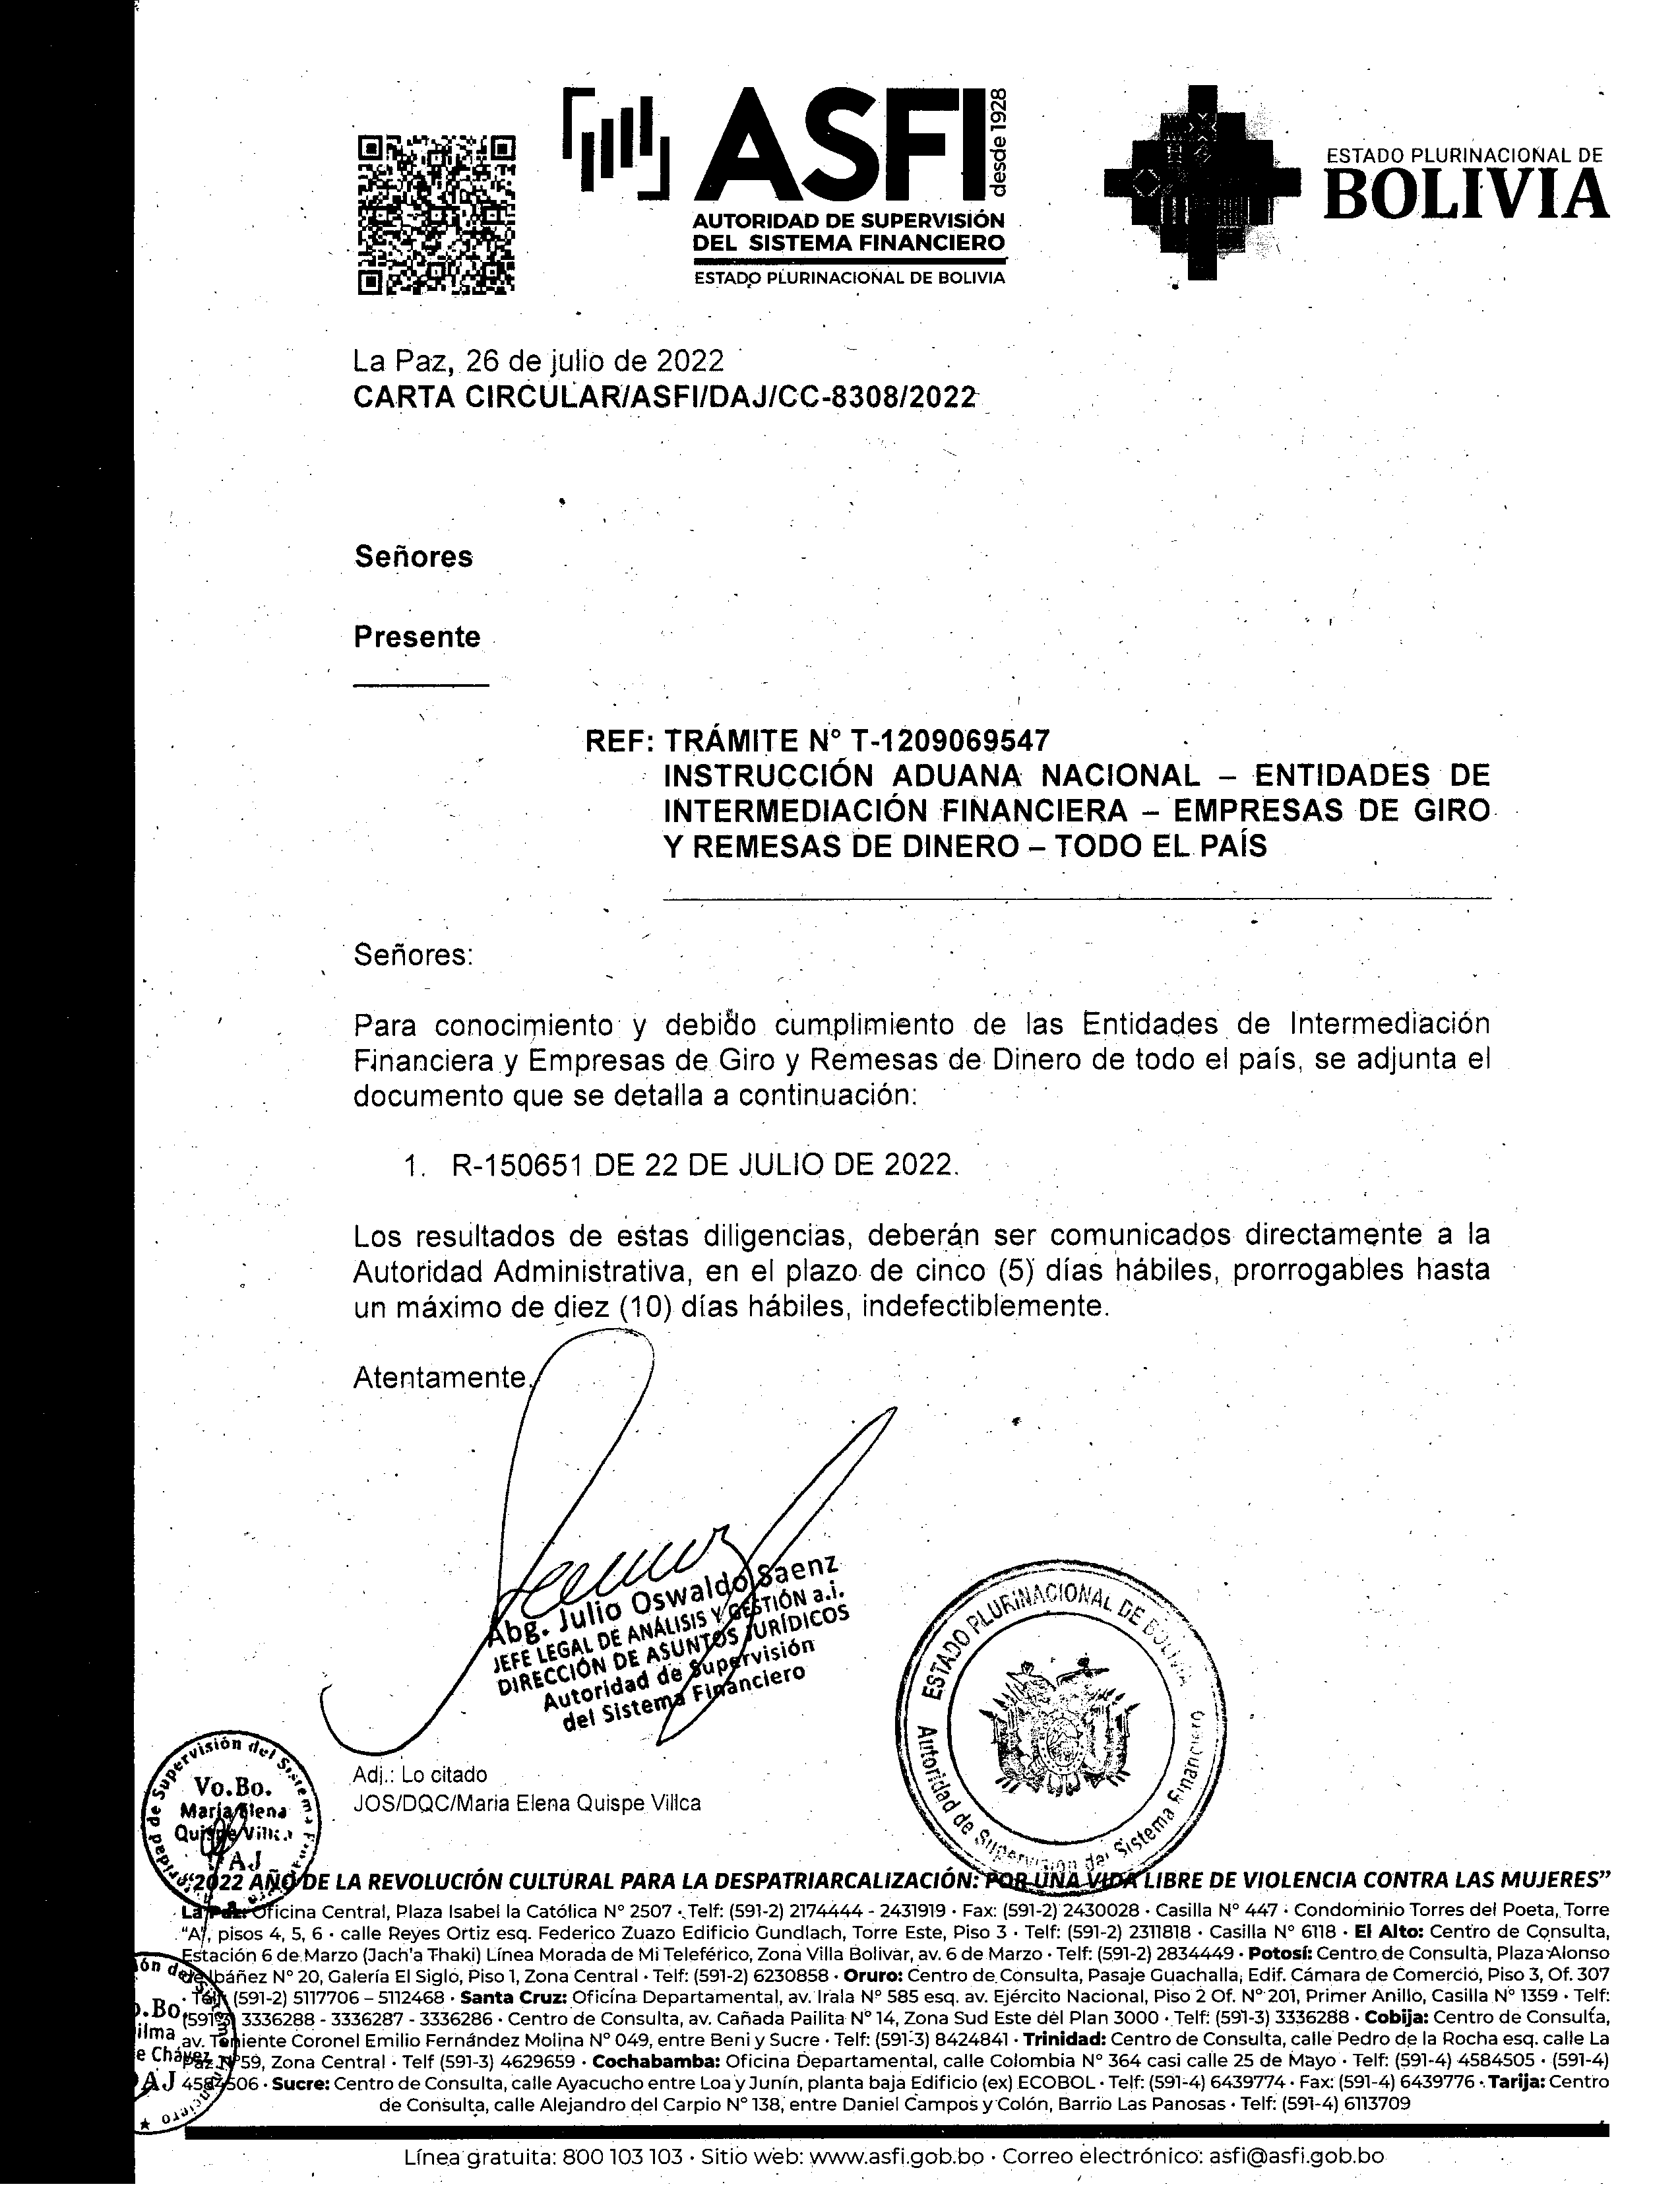 ASFI
desde 1928
AUTORIDAD DE SUPERVISIÓN
DEL SISTEMA FINANCIERO
ESTADO PLURINACIONAL DE BOLIVIA
ESTADO PLURINACIONAL DE
BOLIVIA
La Paz, 26 de julio de 2022
CARTA CIRCULAR/ASFI/DAJ/CC-8308/2022
Señores
Presente
REF: TRÁMITE N° T-1209069547
INSTRUCCIÓN ADUANA NACIONAL – ENTIDADES DE
INTERMEDIACIÓN FINANCIERA – EMPRESAS DE GIRO
Y REMESAS DE DINERO – TODO EL PAÍS
Señores:
Para conocimiento y debido cumplimiento de las Entidades de Intermediación
Financiera y Empresas de Giro y Remesas de Dinero de todo el país, se adjunta el
documento que se detalla a continuación:
1. R-150651 DE 22 DE JULIO DE 2022.
Los resultados de estas diligencias, deberán ser comunicados directamente a la
Autoridad Administrativa, en el plazo de cinco (5) días hábiles, prorrogables hasta
un máximo de diez (10) días hábiles, indefectiblemente.
Atentamente,
Abg. Julio Oswaldo Saenz
JEFE LEGAL DE ANÁLISIS Y GESTIÓN a.i.
DIRECCIÓN DE ASUNTOS JURÍDICOS
Autoridad de Supervisión
del Sistema Financiero
ESTADO PLURINACIONAL DE BOLIVIA
Autoridad de Supervisión del Sistema Financiero
Vo.Bo.
Maria Elena
Quispe Villca
Adj.: Lo citado
JOS/DQC/Maria Elena Quispe Villca
“2022 AÑO DE LA REVOLUCIÓN CULTURAL PARA LA DESPATRIARCALIZACIÓN: POR UNA VIDA LIBRE DE VIOLENCIA CONTRA LAS MUJERES”
La Paz: Oficina Central, Plaza Isabel la Católica N° 2507 · Telf: (591-2) 2174444 - 2431919 · Fax: (591-2) 2430028 · Casilla N° 447 · Condominio Torres del Poeta, Torre
“A”, pisos 4, 5, 6 · calle Reyes Ortiz esq. Federico Zuazo Edificio Gundlach, Torre Este, Piso 3 · Telf: (591-2) 2311818 · Casilla N° 6118 · El Alto: Centro de Consulta,
Estación 6 de Marzo (Jach'a Thaki) Línea Morada de Mi Teleférico, Zona Villa Bolivar, av. 6 de Marzo · Telf: (591-2) 2834449 · Potosí: Centro de Consulta, Plaza Alonso
de Ibáñez N° 20, Galería El Siglo, Piso 1, Zona Central · Telf: (591-2) 6230858 · Oruro: Centro de Consulta, Pasaje Guachalla, Edif. Cámara de Comercio, Piso 3, Of. 307
· Telf: (591-2) 5117706 – 5112468 · Santa Cruz: Oficina Departamental, av. Irala N° 585 esq. av. Ejército Nacional, Piso 2 Of. N° 201, Primer Anillo, Casilla N° 1359 · Telf:
(591-3) 3336288 - 3336287 - 3336286 · Centro de Consulta, av. Cañada Pailita N° 14, Zona Sud Este del Plan 3000 · Telf: (591-3) 3336288 · Cobija: Centro de Consulta,
av. Teniente Coronel Emilio Fernández Molina N° 049, entre Beni y Sucre · Telf: (591-3) 8424841 · Trinidad: Centro de Consulta, calle Pedro de la Rocha esq. calle La
Paz N°59, Zona Central · Telf (591-3) 4629659 · Cochabamba: Oficina Departamental, calle Colombia N° 364 casi calle 25 de Mayo · Telf: (591-4) 4584505 · (591-4)
4584506 · Sucre: Centro de Consulta, calle Ayacucho entre Loa y Junín, planta baja Edificio (ex) ECOBOL · Telf: (591-4) 6439774 · Fax: (591-4) 6439776 · Tarija: Centro
de Consulta, calle Alejandro del Carpio N° 138, entre Daniel Campos y Colón, Barrio Las Panosas · Telf: (591-4) 6113709
Línea gratuita: 800 103 103 · Sitio web: www.asfi.gob.bo · Correo electrónico: asfi@asfi.gob.bo